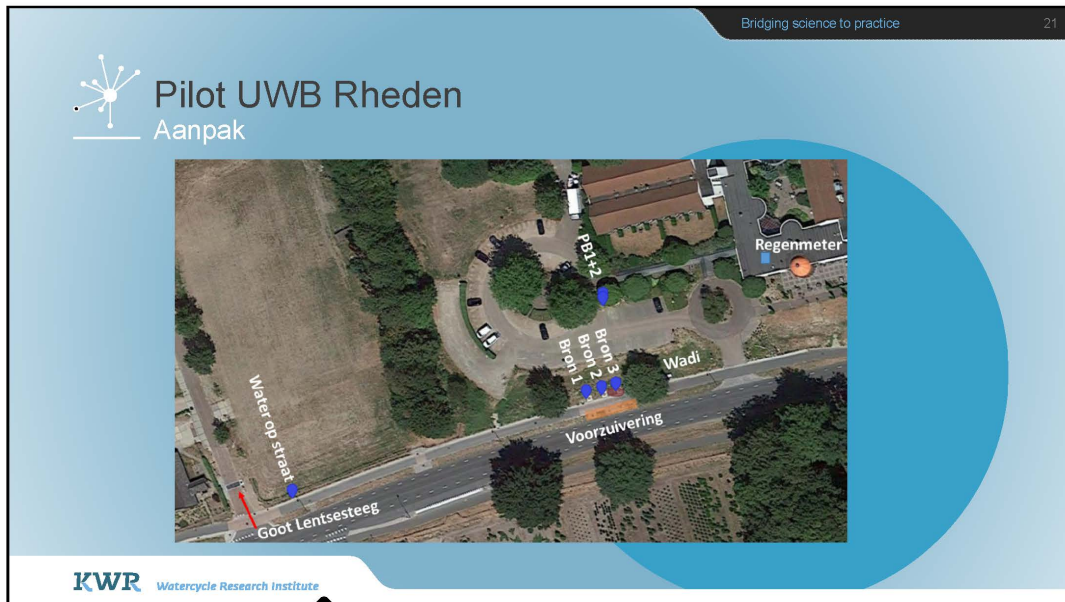 Bridging science to practice
21
Pilot UWB Rheden
Aanpak
PB1+2
Regenmeter
Bron 1
Bron 2
Bron 3
Wadi
Water op straat
Voorzuivering
Goot Lentsesteeg
KWR Watercycle Research Institute